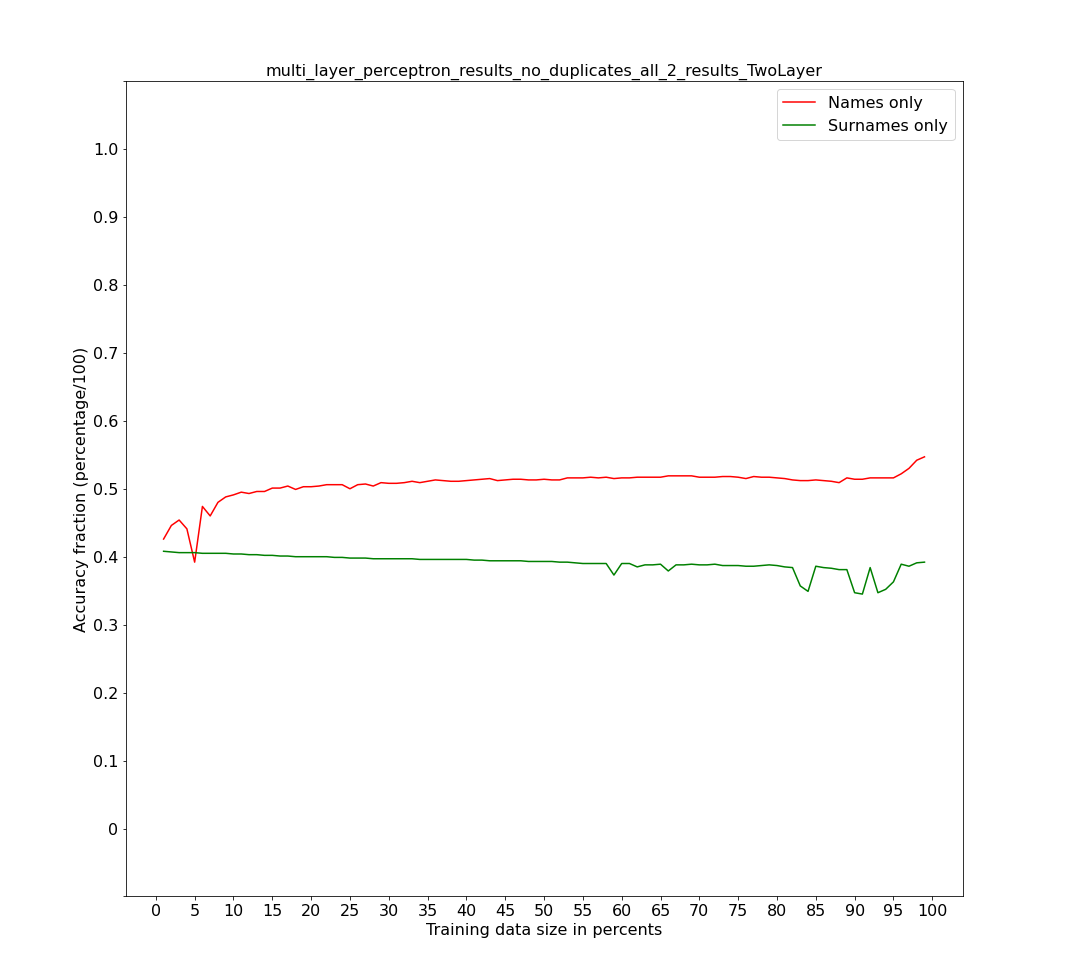 multi_layer_perceptron_results_no_duplicates_all_2_results_TwoLayer
Names only
Surnames only
1.0
0.9
0.8
0.7
0.6
0.5
0.4
0.3
0.2
0.1
0
Accuracy fraction (percentage/100)
0 5 10 15 20 25 30 35 40 45 50 55 60 65 70 75 80 85 90 95 100
Training data size in percents